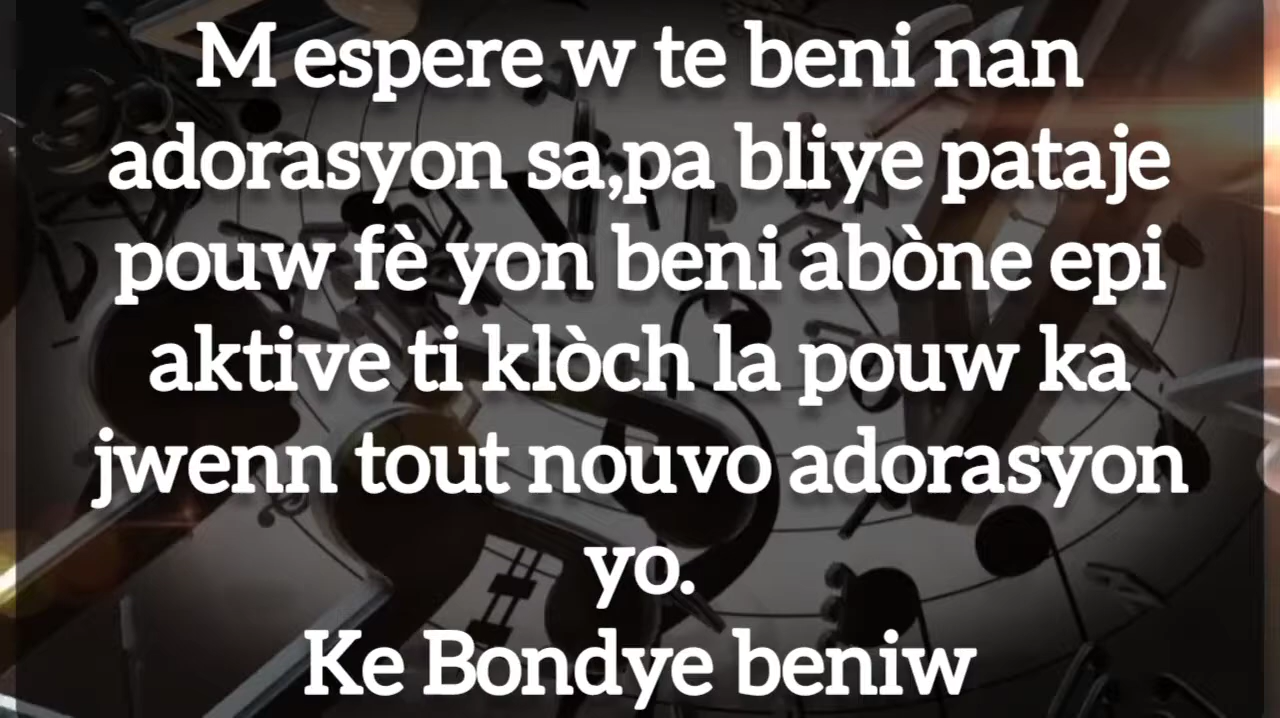 M espere w te beni nan
adorasyon sa,pa bliye pataje
pouw fè yon beni abòne epi
aktive ti klòch la pouw ka
jwenn tout nouvo adorasyon
yo.
Ke Bondye beniw